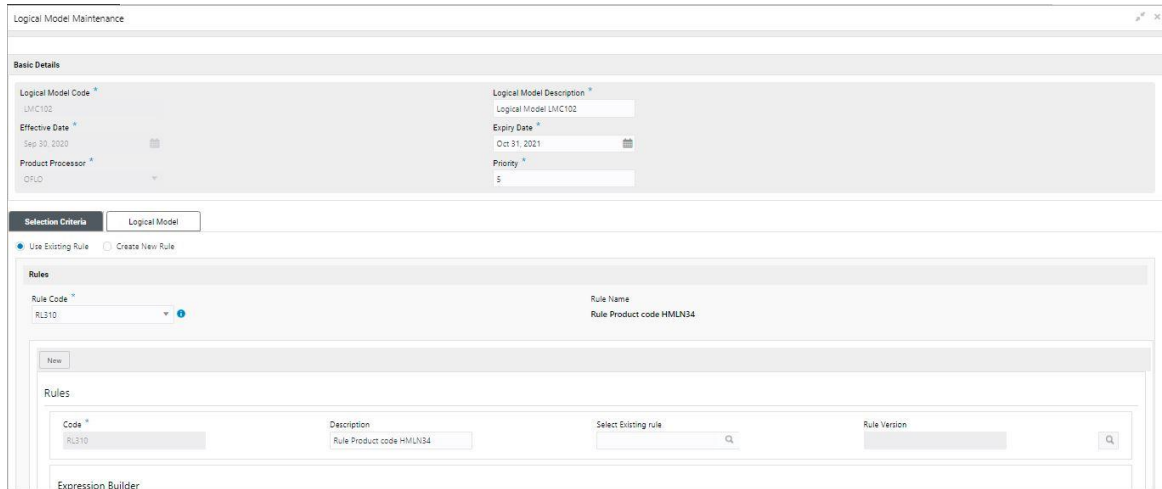 Logical Model Maintenance
Basic Details
Logical Model Code *
Logical Model Description *
LMC102
Logical Model LMC102
Effective Date *
Expiry Date *
Sep 30, 2020
Oct 31, 2021
Product Processor *
Priority *
OFLO
5
Selection Criteria
Logical Model
Use Existing Rule
Create New Rule
Rules
Rule Code *
Rule Name
RL310
Rule Product code HMLN34
New
Rules
Code *
Description
Select Existing rule
Rule Version
RL310
Rule Product code HMLN34
Expression Builder